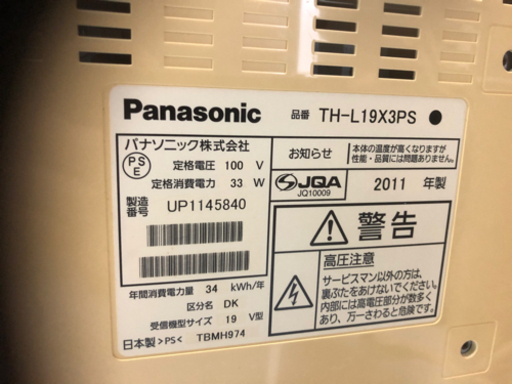 Panasonic
品番 TH-L19X3PS
パナソニック株式会社
PS
E
定格電圧 100 V
定格消費電力 33 W
製造
番号 UP1145840
年間消費電力量 34 kWh/年
区分名 DK
受信機型サイズ 19 V型
日本製 >PS< TBMH974
お知らせ
本体の温度が高くなりますが
性能・品質には問題ありません。
JQA
JQ10009
2011 年製
警告
高圧注意
サービスマン以外の方は、
裏ぶたをあけないでください。
内部には高電圧部分が数多く
あり、万一さわると危険です。